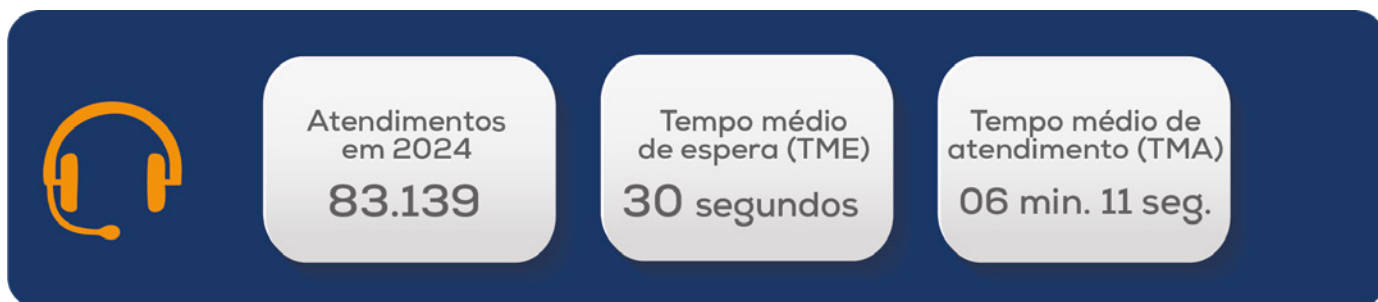 Atendimentos
em 2024
83.139
Tempo médio
de espera (TME)
30 segundos
Tempo médio de
atendimento (TMA)
06 min. 11 seg.